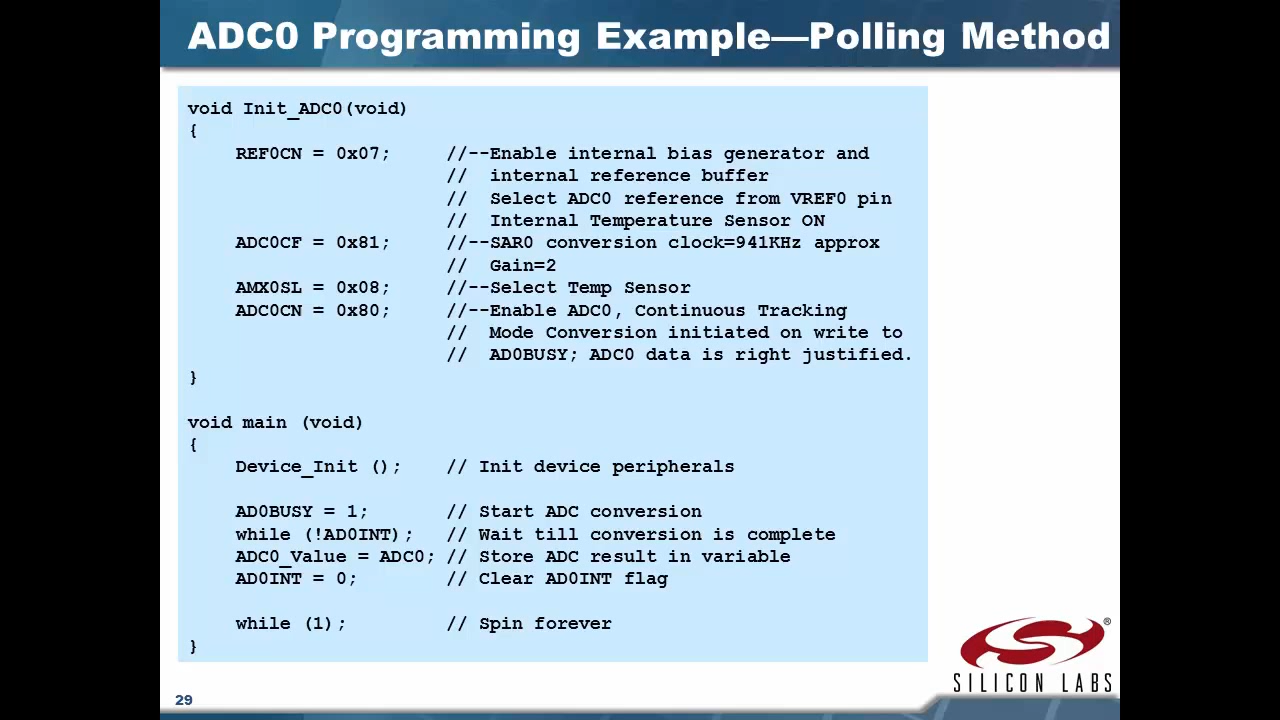 ADC0 Programming Example—Polling Method
void Init_ADC0(void)
{
REF0CN = 0x07; //--Enable internal bias generator and
// internal reference buffer
// Select ADC0 reference from VREF0 pin
// Internal Temperature Sensor ON
ADC0CF = 0x81; //--SAR0 conversion clock=941KHz approx
// Gain=2
AMX0SL = 0x08; //--Select Temp Sensor
ADC0CN = 0x80; //--Enable ADC0, Continuous Tracking
// Mode Conversion initiated on write to
// AD0BUSY; ADC0 data is right justified.
}
void main (void)
{
Device_Init (); // Init device peripherals
AD0BUSY = 1; // Start ADC conversion
while (!AD0INT); // Wait till conversion is complete
ADC0_Value = ADC0; // Store ADC result in variable
AD0INT = 0; // Clear AD0INT flag
while (1); // Spin forever
}
®
SILICON LABS
29